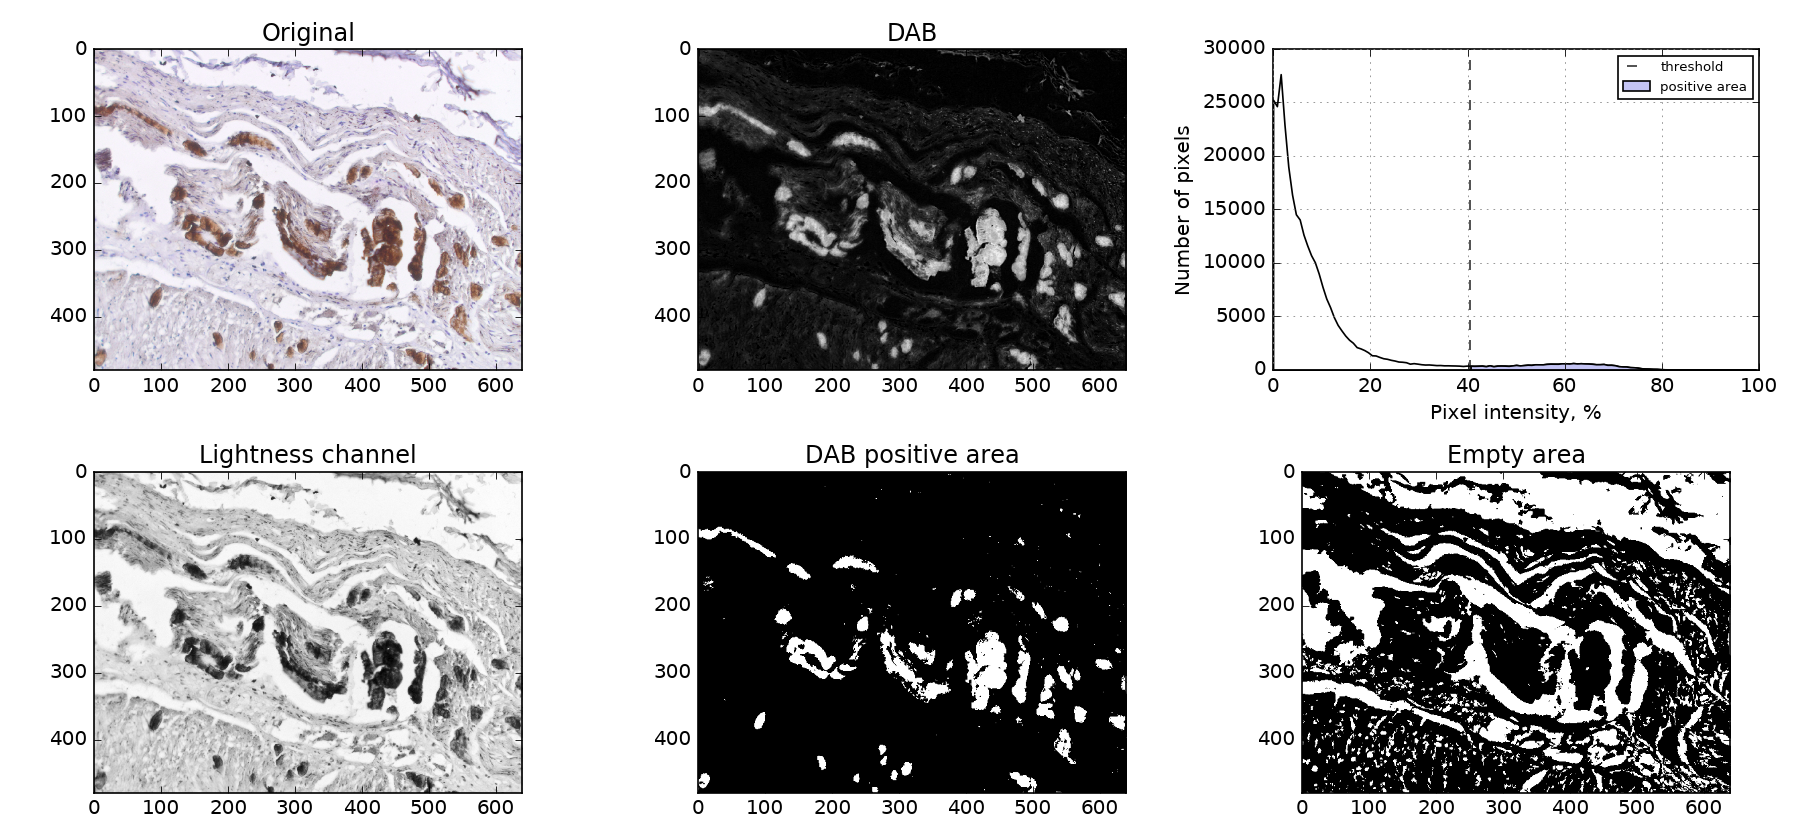 Original
0
100
200
300
400
0 100 200 300 400 500 600
DAB
0
100
200
300
400
0 100 200 300 400 500 600
30000
25000
20000
15000
10000
5000
0
Number of pixels
threshold
positive area
0 20 40 60 80 100
Pixel intensity, %
Lightness channel
0
100
200
300
400
0 100 200 300 400 500 600
DAB positive area
0
100
200
300
400
0 100 200 300 400 500 600
Empty area
0
100
200
300
400
0 100 200 300 400 500 600